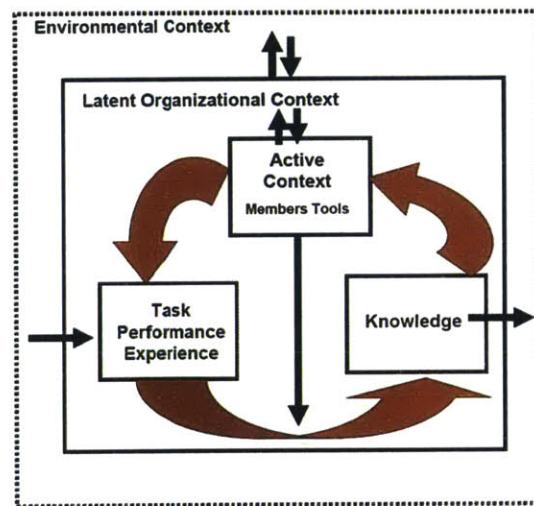 Environmental Context
Latent Organizational Context
Active
Context
Members Tools
Task
Performance
Experience
Knowledge